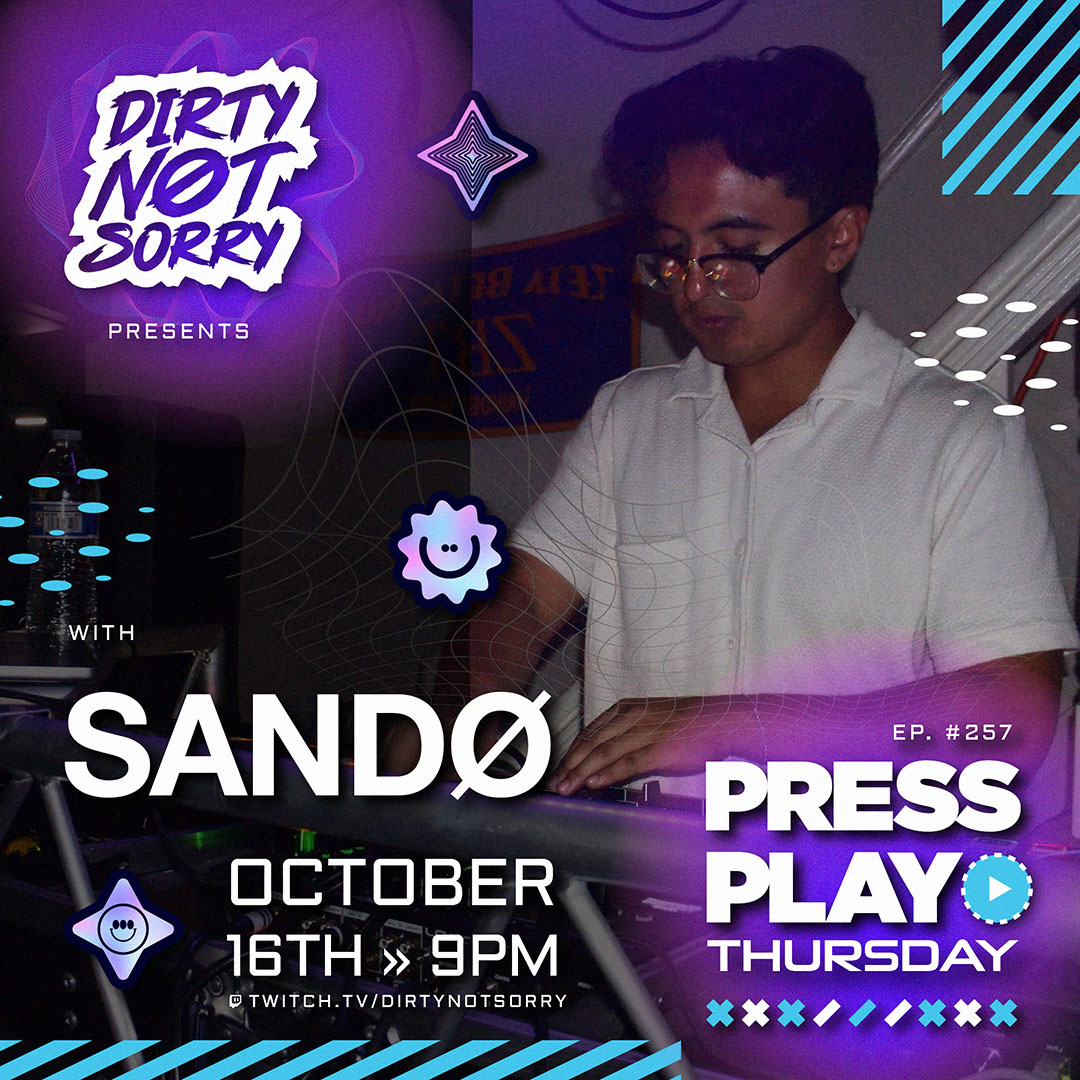 DIRTY
NØT
SORRY
PRESENTS
WITH
SANDØ
OCTOBER
16TH » 9PM
TWITCH.TV/DIRTYNOTSORRY
EP. #257
PRESS
PLAY
THURSDAY